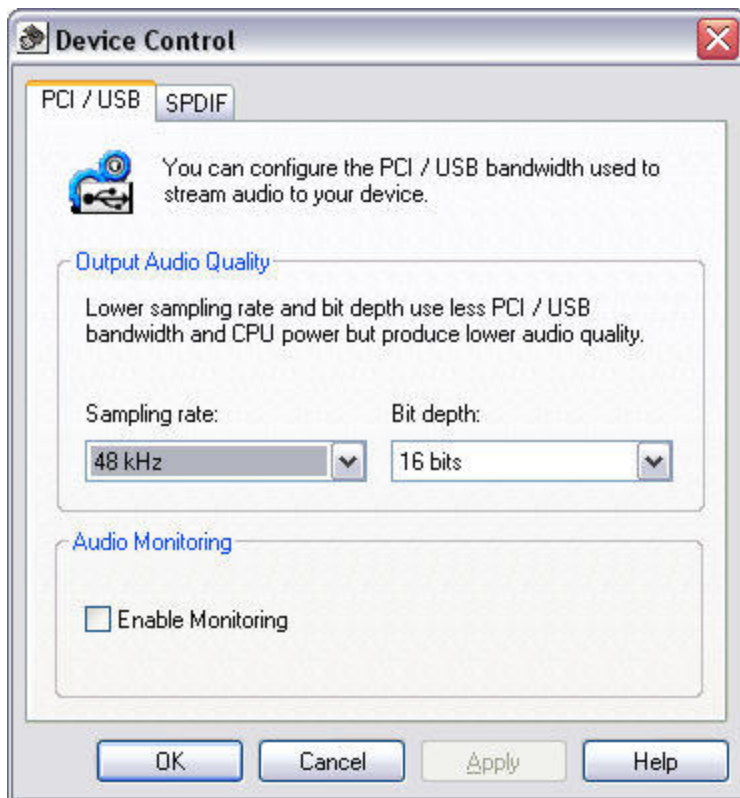 Device Control
PCI / USB
SPDIF
You can configure the PCI / USB bandwidth used to
stream audio to your device.
Output Audio Quality
Lower sampling rate and bit depth use less PCI / USB
bandwidth and CPU power but produce lower audio quality.
Sampling rate:
Bit depth:
48 kHz
16 bits
Audio Monitoring
Enable Monitoring
OK
Cancel
Apply
Help